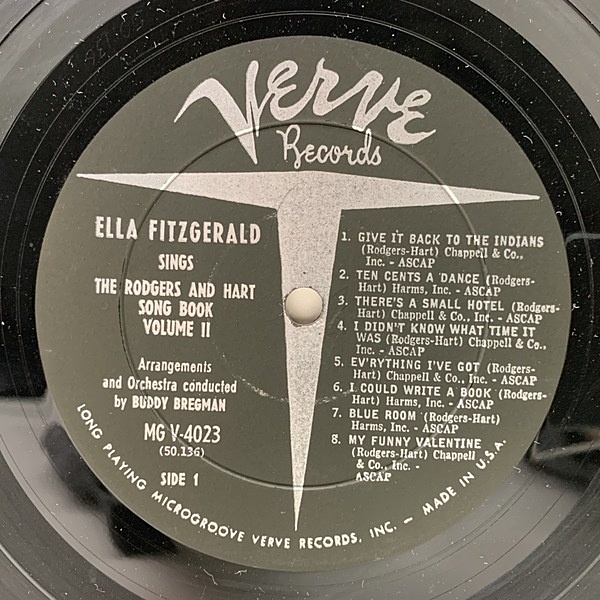 Verve
Records
ELLA FITZGERALD
SINGS
THE RODGERS AND HART
SONG BOOK
VOLUME II
Arrangements
and Orchestra conducted
by BUDDY BREGMAN
MG V-4023
(50.136)
SIDE 1
1. GIVE IT BACK TO THE INDIANS
(Rodgers-Hart) Chappell & Co.,
Inc. - ASCAP
2. TEN CENTS A DANCE (Rodgers-
Hart) Harms, Inc. - ASCAP
3. THERE'S A SMALL HOTEL (Rodgers-
Hart) Chappell & Co., Inc. - ASCAP
4. I DIDN'T KNOW WHAT TIME IT
WAS (Rodgers-Hart) Chappell & Co.,
Inc. - ASCAP
5. EV'RYTHING I'VE GOT (Rodgers-
Hart) Chappell & Co., Inc. - ASCAP
6. I COULD WRITE A BOOK (Rodgers-
Hart) Harms, Inc. - ASCAP
7. BLUE ROOM (Rodgers-Hart)
Harms, Inc. - ASCAP
8. MY FUNNY VALENTINE
(Rodgers-Hart) Chappell
& Co., Inc. -
ASCAP
LONG PLAYING MICROGROOVE VERVE RECORDS, INC. — MADE IN U.S.A.